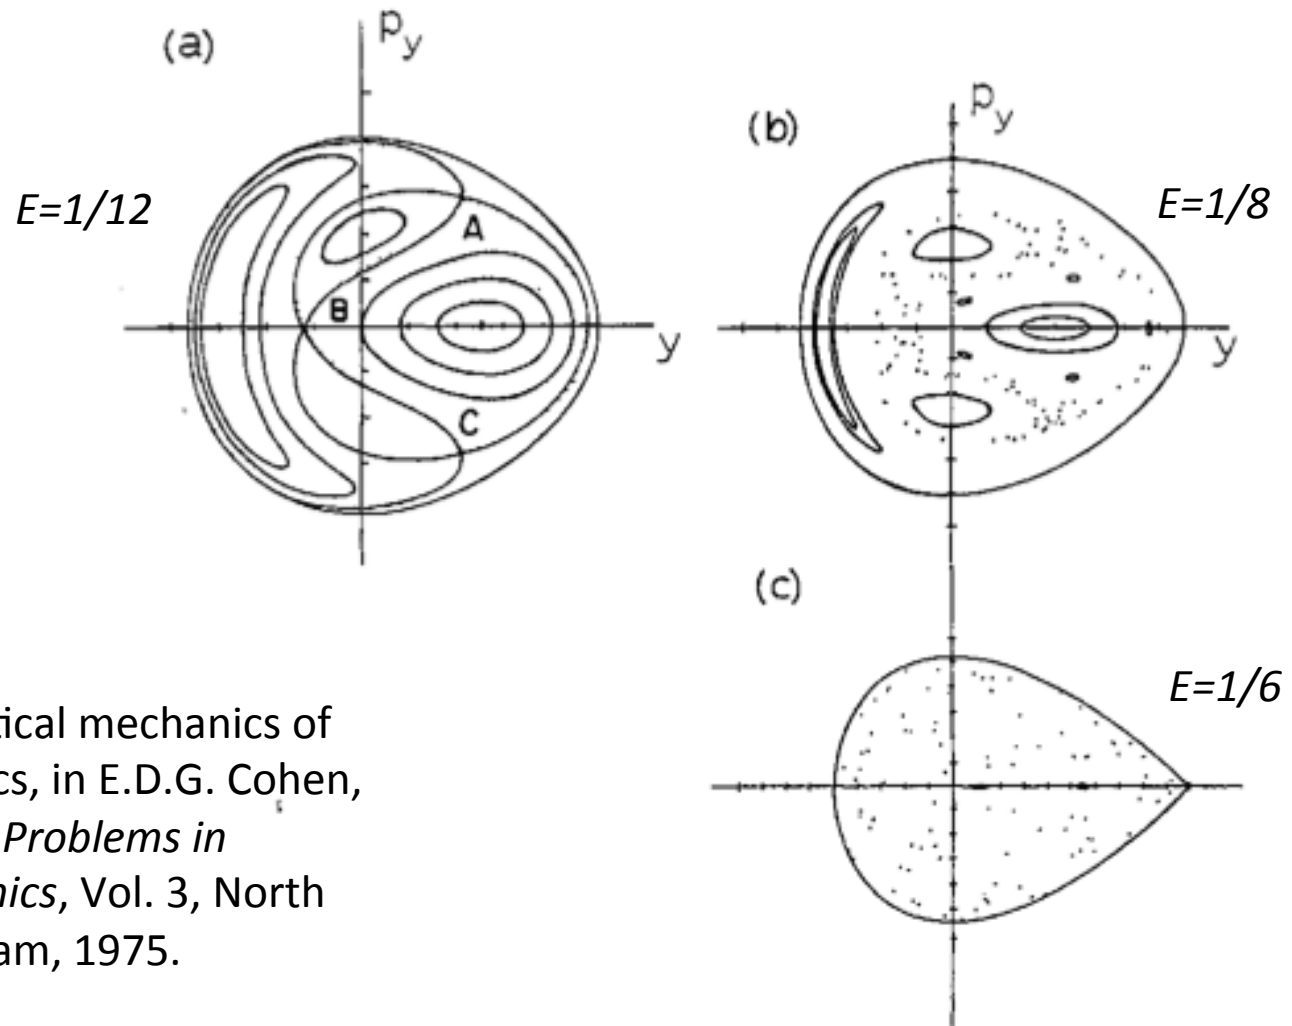 (a)
p_y
E=1/12
A
B
C
y
(b)
p_y
E=1/8
y
(c)
E=1/6
tical mechanics of
cs, in E.D.G. Cohen,
Problems in
nics, Vol. 3, North
am, 1975.